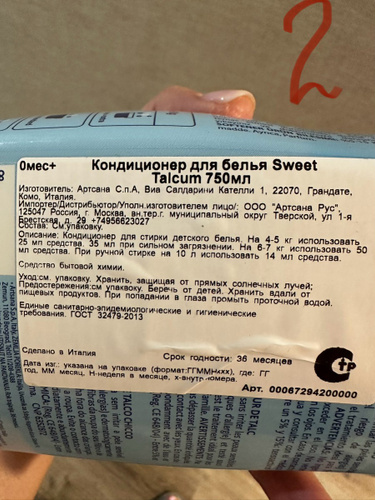 2
0мес+
Кондиционер для белья Sweet
Talcum 750мл
Изготовитель: Артсана С.п.А, Виа Салдарини Кателли 1, 22070, Грандате,
Комо, Италия.
Импортер/Дистрибьютор/Уполн.изготовителем лицо/: ООО "Артсана Рус",
125047 Россия, г. Москва, вн.тер.г. муниципальный округ Тверской, ул 1-я
Брестская, д. 29 +74956623027
Состав: См.упаковку.
Описание: Кондиционер для стирки детского белья. На 4-5 кг использовать
25 мл средства. 35 мл при сильном загрязнении. На 6-7 кг использовать 50
мл средства. При ручной стирке на 10 л используйте 14 мл средства.
Средство бытовой химии.
Уход:см. упаковку. Хранить, защищая от прямых солнечных лучей;
Предостережения:см упаковку. Беречь от детей. Хранить вдали от
пищевых продуктов. При попадании в глаза промыть проточной водой.
Единые санитарно-эпидемиологические и гигиенические
требования. ГОСТ 32479-2013
Сделано в Италия
Срок годности: 36 месяцев
Дата изг.: указана на упаковке (формат:ГГММНнхх), где: ГГ
год, ММ месяц, Н-неделя в месяце, х-внутр.номера.
СТР
Арт. 00067294200000
TALCO CHICCO